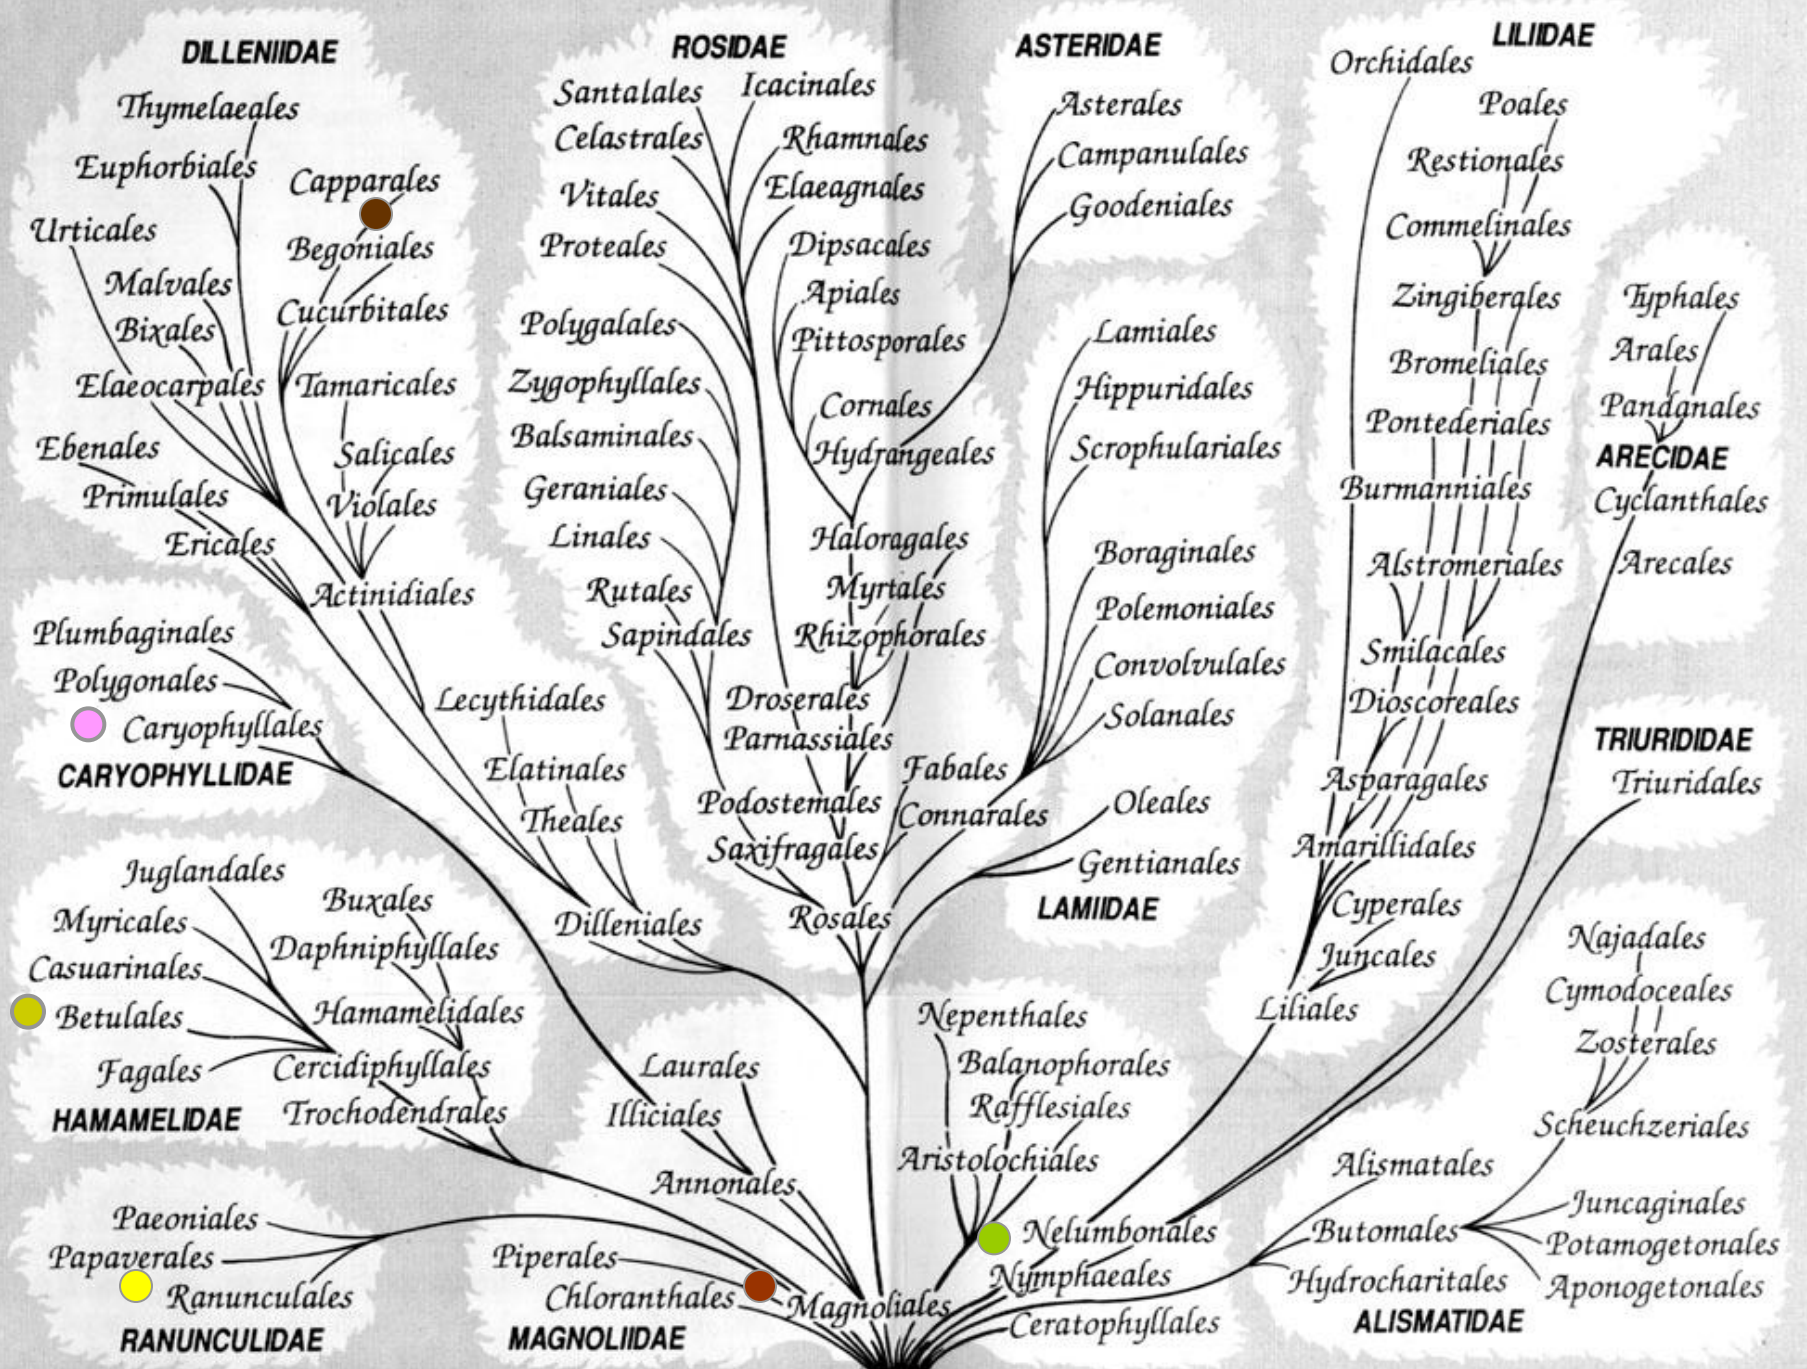 DILLENIIDAE
Thymelaeales
Euphorbiales
Capparales
Urticales
Begoniales
Malvales
Cucurbitales
Bixales
Elaeocarpales
Tamaricales
Ebenales
Salicales
Primulales
Violales
Ericales
Actinidiales
Lecythidales
Elatinales
Theales
Dilleniales
Plumbaginales
Polygonales
Caryophyllales
CARYOPHYLLIDAE
Juglandales
Buxales
Myricales
Daphniphyllales
Casuarinales
Betulales
Hamamelidales
Fagales
Cercidiphyllales
HAMAMELIDAE
Trochodendrales
Paeoniales
Papaverales
Ranunculales
RANUNCULIDAE
ROSIDAE
Santalales
Icacinales
Celastrales
Rhamnales
Vitales
Elaeagnales
Proteales
Dipsacales
Apiales
Polygalales
Pittosporales
Zygophyllales
Cornales
Balsaminales
Hydrangeales
Geraniales
Linales
Haloragales
Rutales
Myrtales
Sapindales
Rhizophorales
Droserales
Parnassiales
Fabales
Podostemales
Connarales
Saxifragales
Rosales
ASTERIDAE
Asterales
Campanulales
Goodeniales
Lamiales
Hippuridales
Scrophulariales
Boraginales
Polemoniales
Convolvulales
Solanales
Oleales
Gentianales
LAMIIDAE
Laurales
Illiciales
Annonales
Piperales
Chloranthales
Magnoliales
MAGNOLIIDAE
Nepenthales
Balanophorales
Rafflesiales
Aristolochiales
Nelumbonales
Nymphaeales
Ceratophyllales
LILIIDAE
Orchidales
Poales
Restionales
Commelinales
Zingiberales
Bromeliales
Pontederiales
Burmanniales
Alstromeriales
Smilacales
Dioscoreales
Asparagales
Amarillidales
Cyperales
Juncales
Liliales
Typhales
Arales
Pandanales
ARECIDAE
Cyclanthales
Arecales
TRIURIDIDAE
Triuridales
Najadales
Cymodoceales
Zosterales
Scheuchzeriales
Alismatales
Juncaginales
Butomales
Potamogetonales
Hydrocharitales
Aponogetonales
ALISMATIDAE